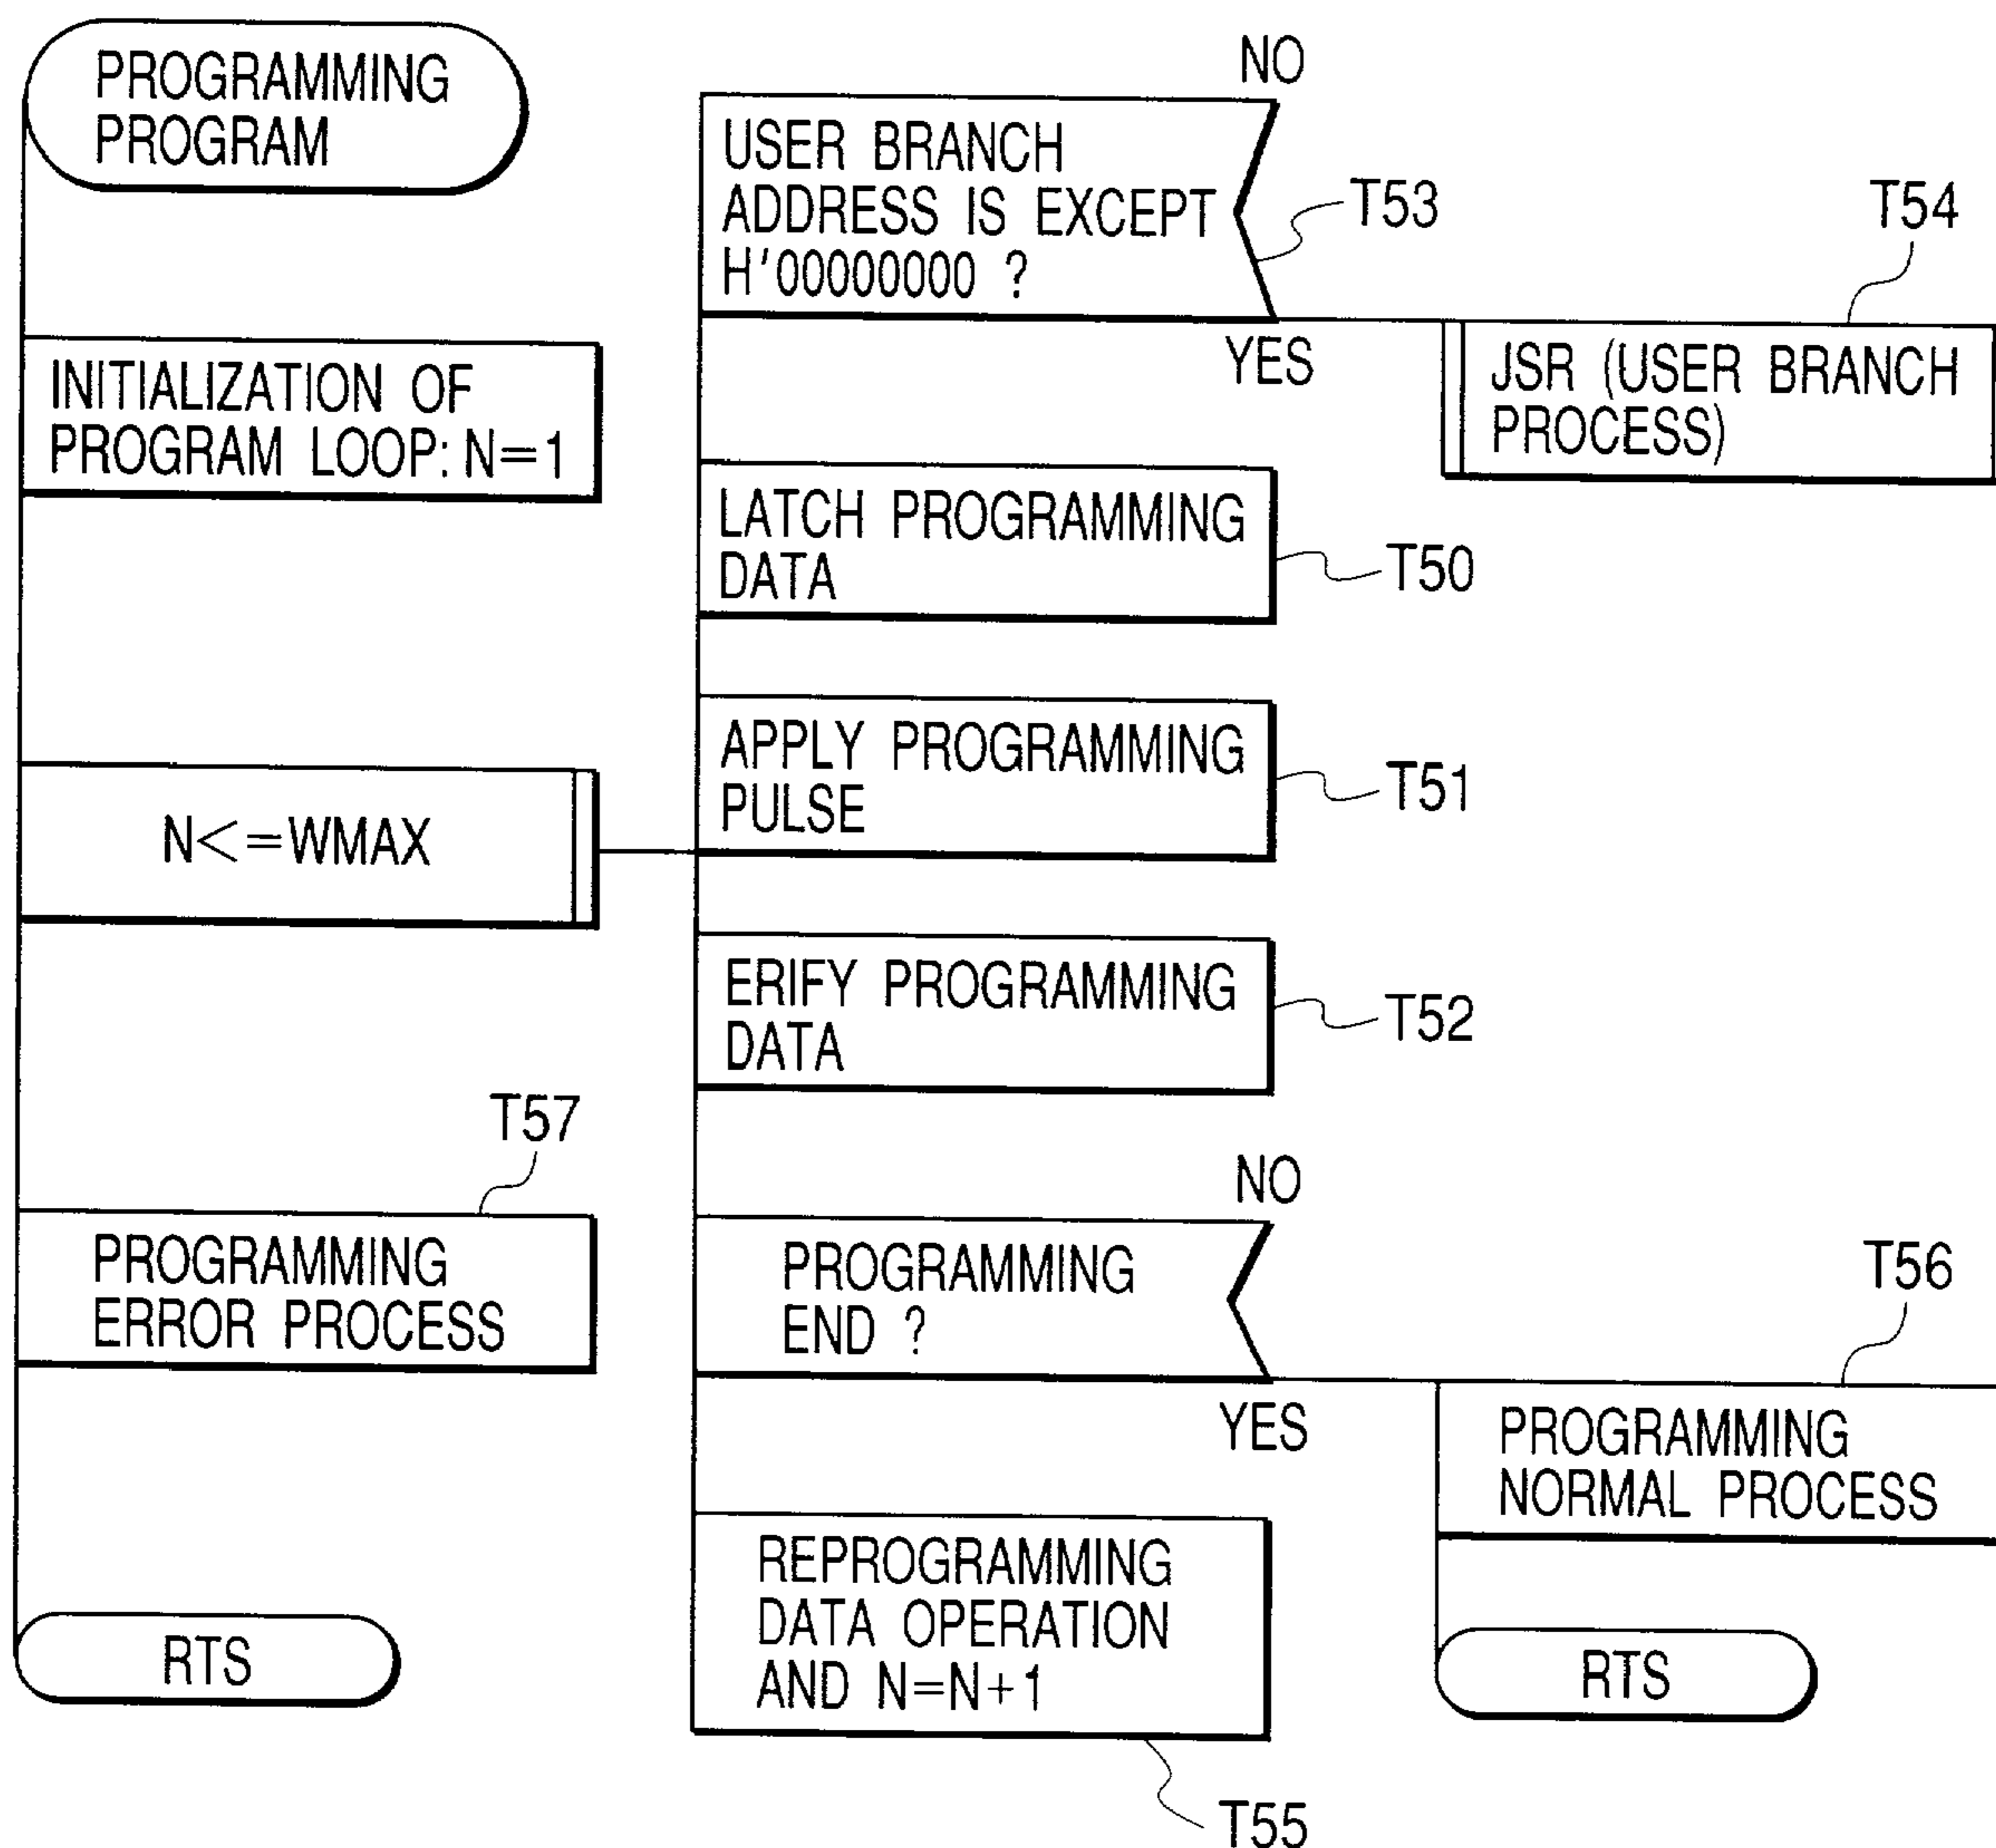 PROGRAMMING
PROGRAM
INITIALIZATION OF
PROGRAM LOOP: N=1
N<=WMAX
T57
PROGRAMMING
ERROR PROCESS
RTS
NO
USER BRANCH
ADDRESS IS EXCEPT
H'00000000 ?
T53
YES
T54
JSR (USER BRANCH
PROCESS)
LATCH PROGRAMMING
DATA
T50
APPLY PROGRAMMING
PULSE
T51
ERIFY PROGRAMMING
DATA
T52
NO
PROGRAMMING
END ?
YES
T56
PROGRAMMING
NORMAL PROCESS
RTS
REPROGRAMMING
DATA OPERATION
AND N=N+1
T55